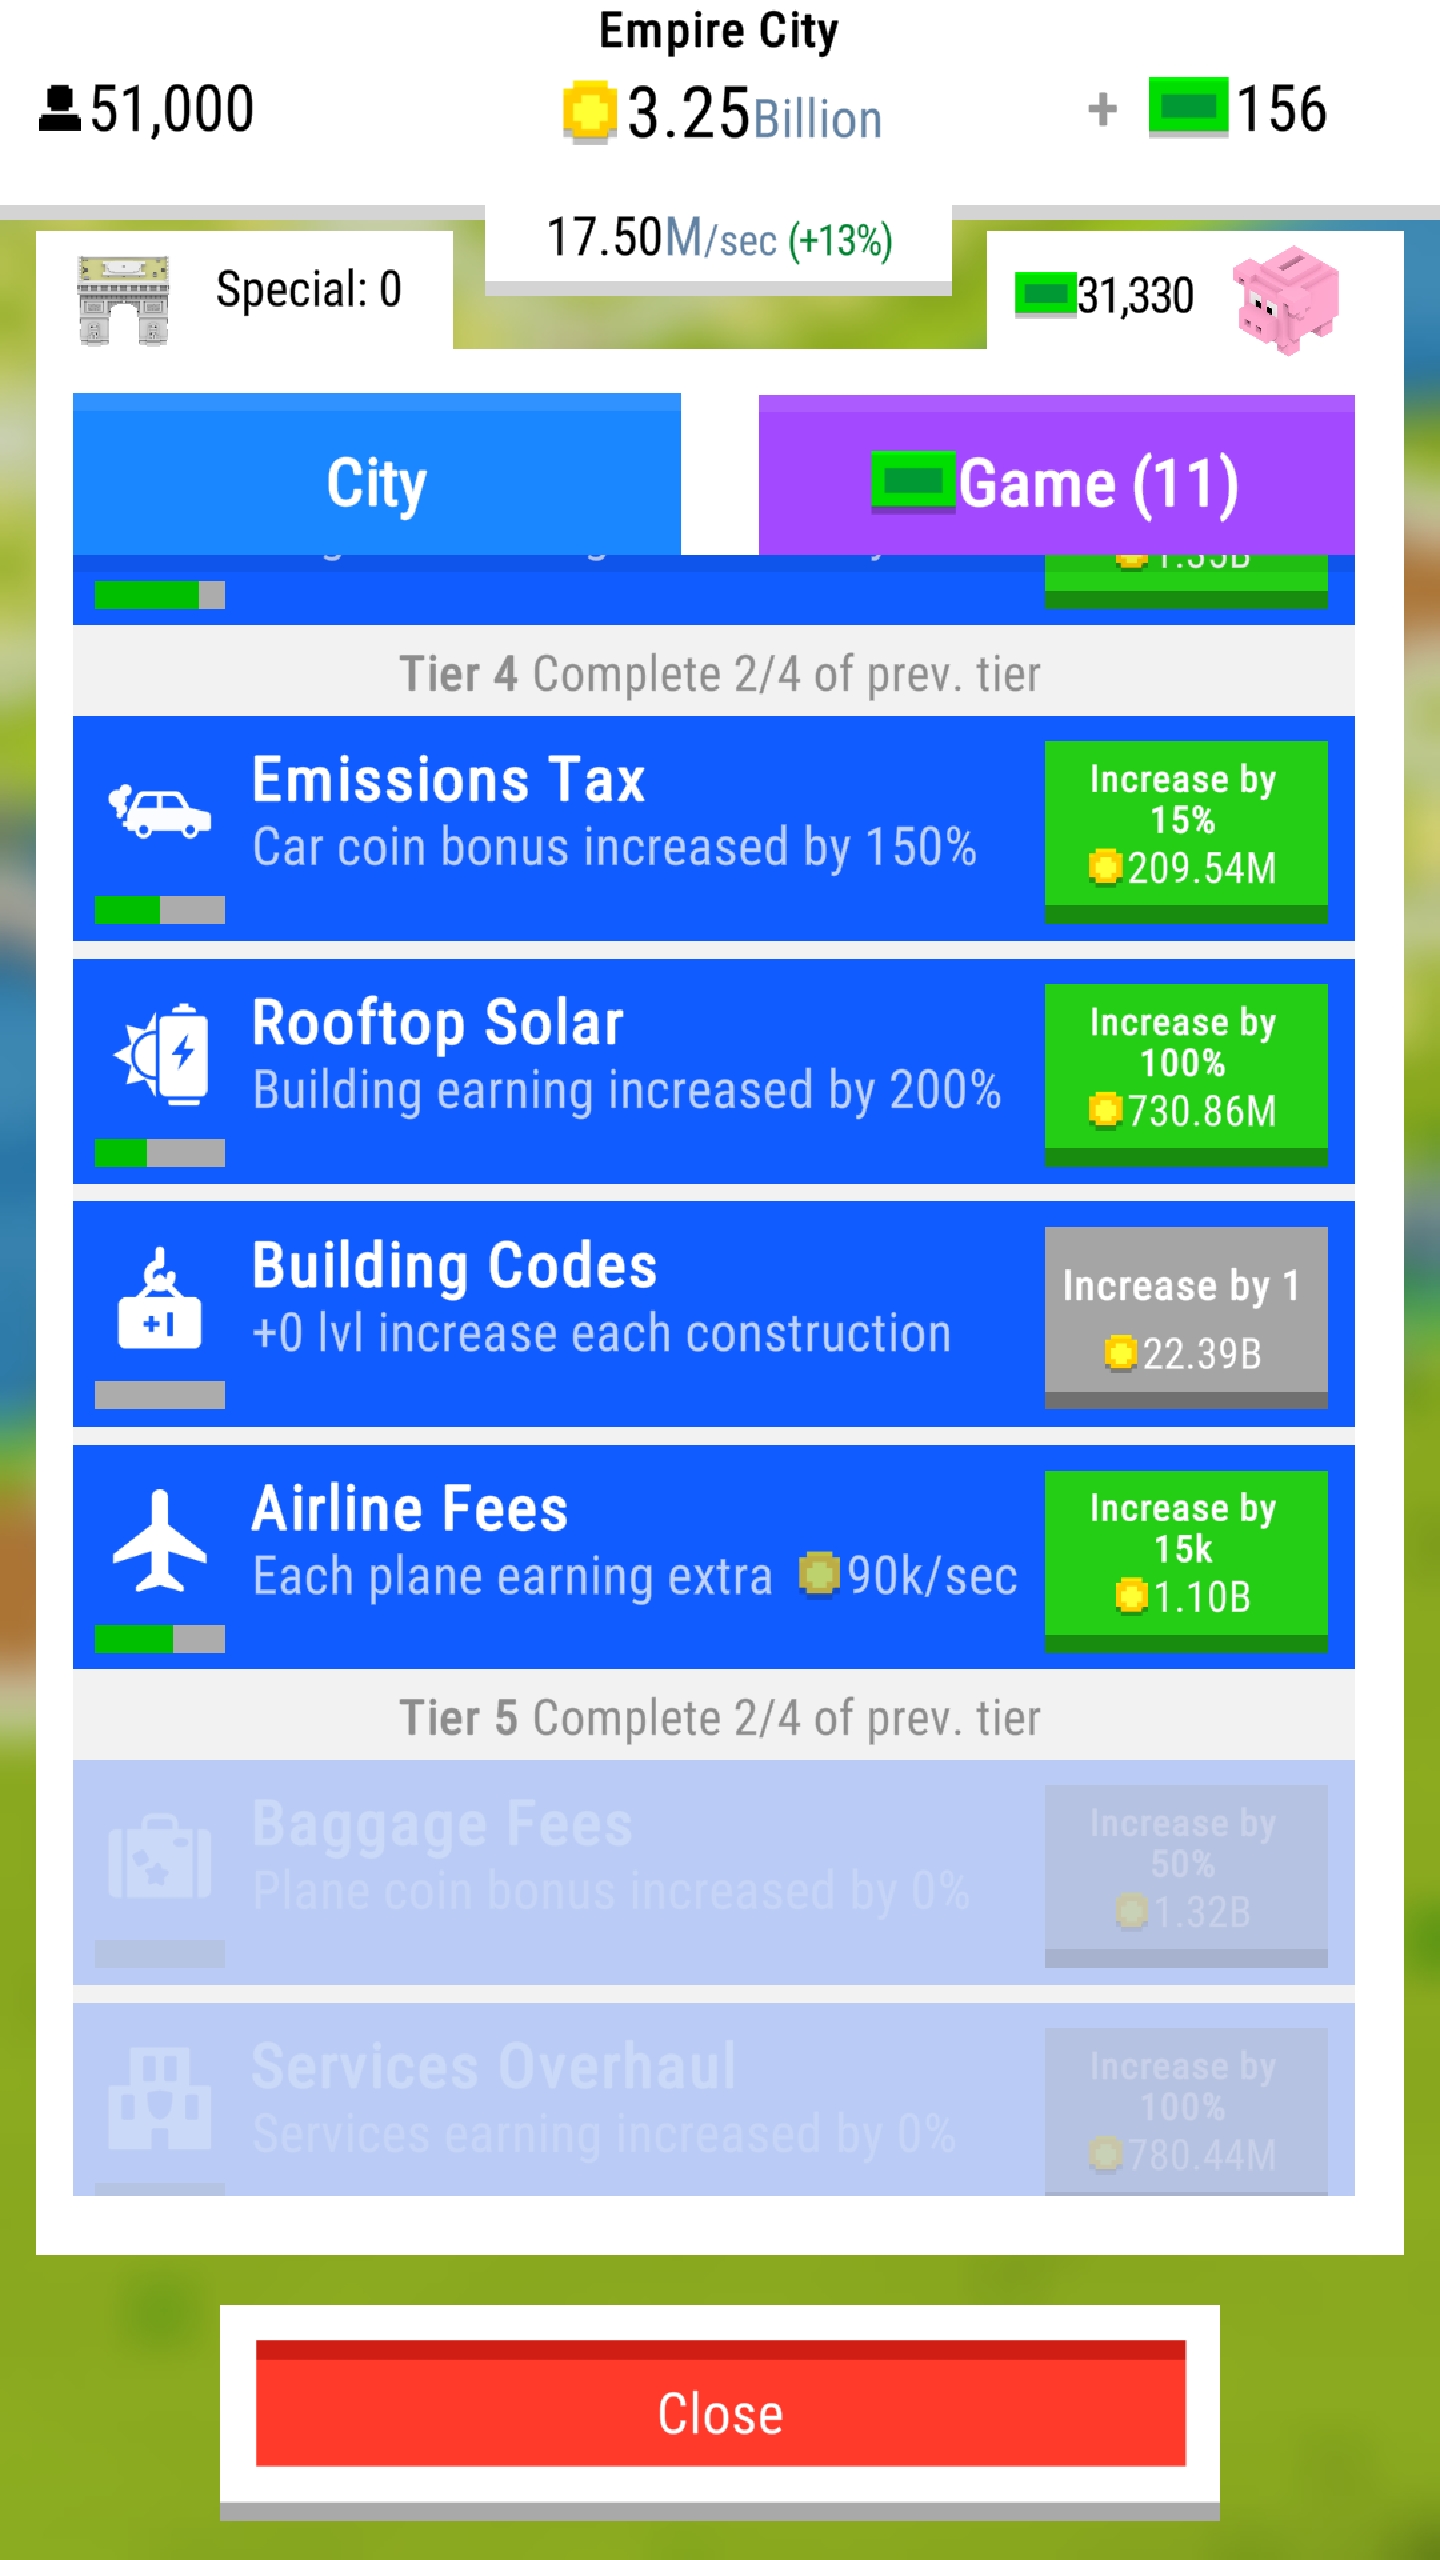 Empire City
51,000
3.25Billion
+ 156
17.50M/sec (+13%)
Special: 0
31,330
City
Game (11)
Tier 4 Complete 2/4 of prev. tier
Emissions Tax
Car coin bonus increased by 150%
Increase by
15%
209.54M
Rooftop Solar
Building earning increased by 200%
Increase by
100%
730.86M
Building Codes
+0 lvl increase each construction
+1
Increase by 1
22.39B
Airline Fees
Each plane earning extra 90k/sec
Increase by
15k
1.10B
Tier 5 Complete 2/4 of prev. tier
Baggage Fees
Plane coin bonus increased by 0%
Increase by
50%
1.32B
Services Overhaul
Services earning increased by 0%
Increase by
100%
780.44M
Close